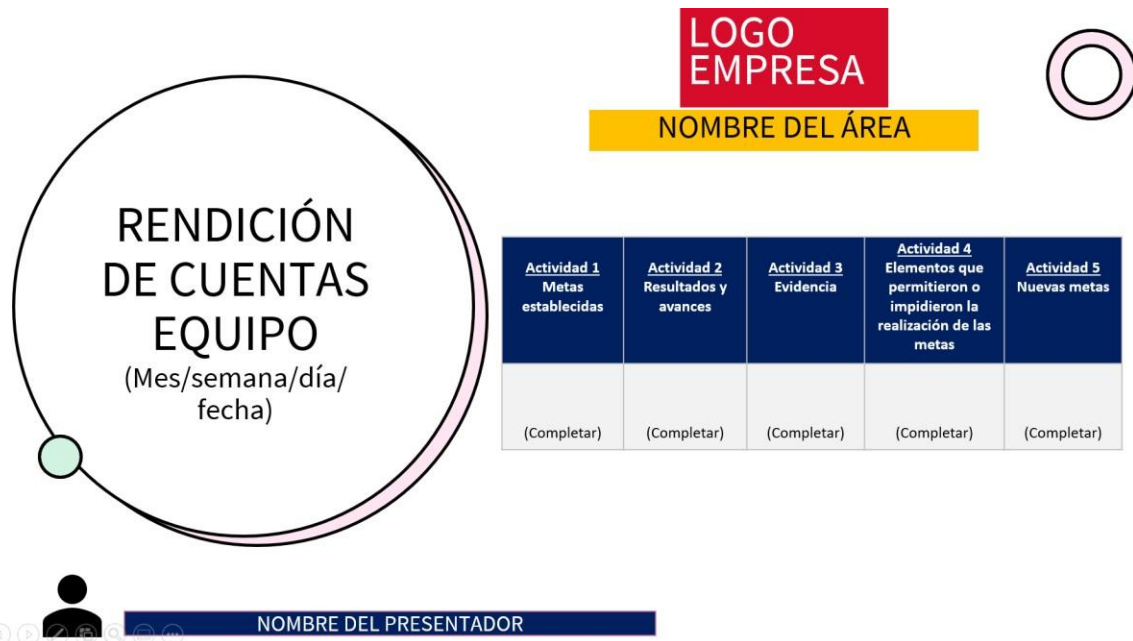 LOGO
EMPRESA
NOMBRE DEL ÁREA
RENDICIÓN
DE CUENTAS
EQUIPO
(Mes/semana/día/
fecha)
Actividad 1
Metas
establecidas
Actividad 2
Resultados y
avances
Actividad 3
Evidencia
Actividad 4
Elementos que
permitieron o
impidieron la
realización de las
metas
Actividad 5
Nuevas metas
(Completar)
(Completar)
(Completar)
(Completar)
(Completar)
NOMBRE DEL PRESENTADOR